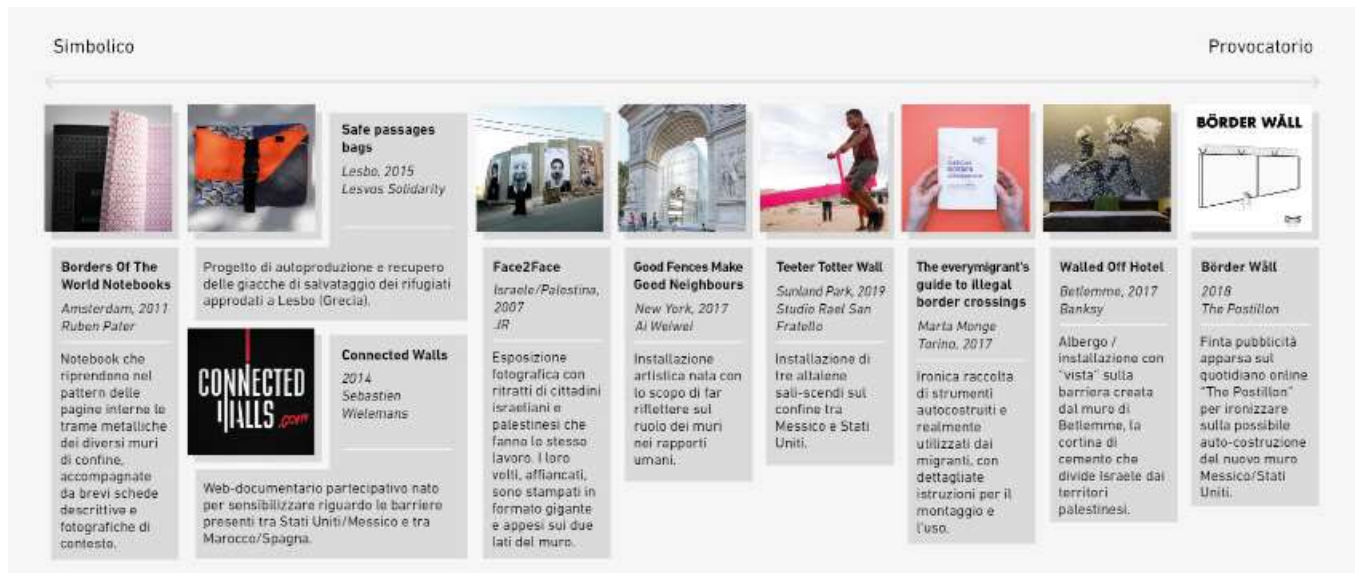 Simbolico
Provocatorio
Borders Of The
World Notebooks
Amsterdam, 2011
Ruben Pater
Notebook che
riprendono nel
pattern delle
pagine interne le
trame metalliche
dei diversi muri
di confine,
accompagnate
da brevi schede
descrittive e
fotografiche di
contesto.
Safe passages
bags
Lesbo, 2015
Lesvos Solidarity
Progetto di autoproduzione e recupero
delle giacche di salvataggio dei rifugiati
approdati a Lesbo (Grecia).
CONNECTED
WALLS
.com
Connected Walls
2014
Sebastien
Wielemans
Web-documentario partecipativo nato
per sensibilizzare riguardo le barriere
presenti tra Stati Uniti/Messico e tra
Marocco/Spagna.
Face2Face
Israele/Palestina,
2007
JR
Esposizione
fotografica con
ritratti di cittadini
israeliani e
palestinesi che
fanno lo stesso
lavoro. I loro
volti, affiancati,
sono stampati in
formato gigante
e appesi sui due
lati del muro.
Good Fences Make
Good Neighbours
New York, 2017
Ai Weiwei
Installazione
artistica nata con
lo scopo di far
riflettere sul
ruolo dei muri
nei rapporti
umani.
Teeter Totter Wall
Sunland Park, 2019
Studio Rael San
Fratello
Installazione di
tre altalene
sali-scendi sul
confine tra
Messico e Stati
Uniti.
The everymigrant's
guide to illegal
border crossings
Marta Monge
Torino, 2017
Ironica raccolta
di strumenti
autocostruiti e
realmente
utilizzati dai
migranti, con
dettagliate
istruzioni per il
montaggio e
l'uso.
Walled Off Hotel
Betlemme, 2017
Banksy
Albergo /
installazione con
"vista" sulla
barriera creata
dal muro di
Betlemme, la
cortina di
cemento che
divide Israele dai
territori
palestinesi.
BÖRDER WÅLL
Börder Wåll
2018
The Postillon
Finta pubblicità
apparsa sul
quotidiano online
"The Postillon"
per ironizzare
sulla possibile
auto-costruzione
del nuovo muro
Messico/Stati
Uniti.